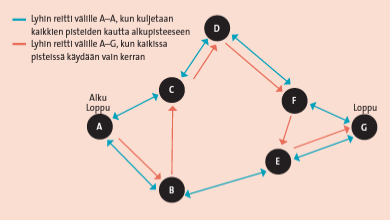 Lyhin reitti välille A–A, kun kuljetaan
kaikkien pisteiden kautta alkupisteeseen
Lyhin reitti välille A–G, kun kaikissa
pisteissä käydään vain kerran
D
C
Alku
Loppu
A
F
Loppu
G
E
B